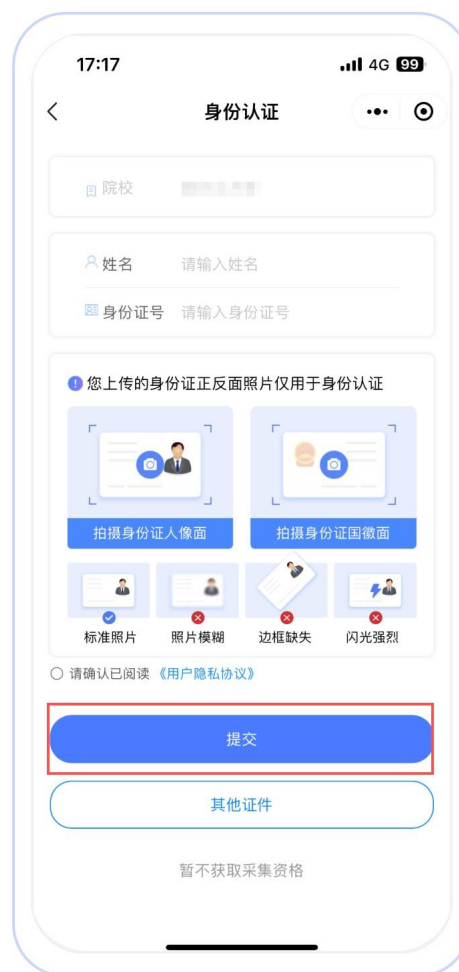 17:17 4G 99
身份认证
院校
姓名 请输入姓名
身份证号 请输入身份证号
您上传的身份证正反面照片仅用于身份认证
拍摄身份证人像面 拍摄身份证国徽面
标准照片 照片模糊 边框缺失 闪光强烈
请确认已阅读 《用户隐私协议》
提交
其他证件
暂不获取采集资格